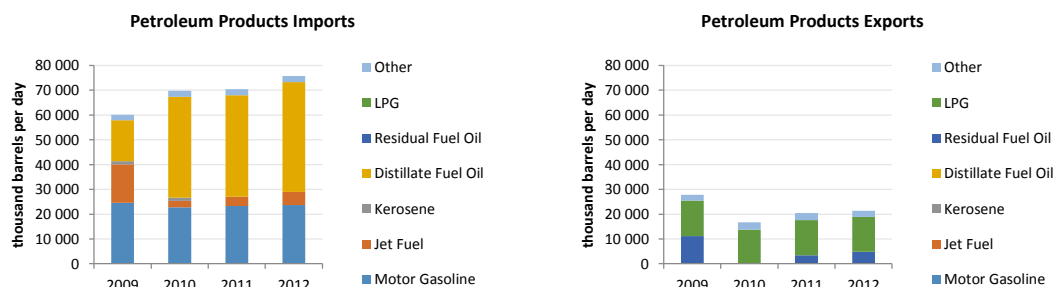 Petroleum Products Imports
thousand barrels per day
80 000
70 000
60 000
50 000
40 000
30 000
20 000
10 000
0
2009 2010 2011 2012
Other
LPG
Residual Fuel Oil
Distillate Fuel Oil
Kerosene
Jet Fuel
Motor Gasoline
Petroleum Products Exports
thousand barrels per day
80 000
70 000
60 000
50 000
40 000
30 000
20 000
10 000
0
2009 2010 2011 2012
Other
LPG
Residual Fuel Oil
Distillate Fuel Oil
Kerosene
Jet Fuel
Motor Gasoline